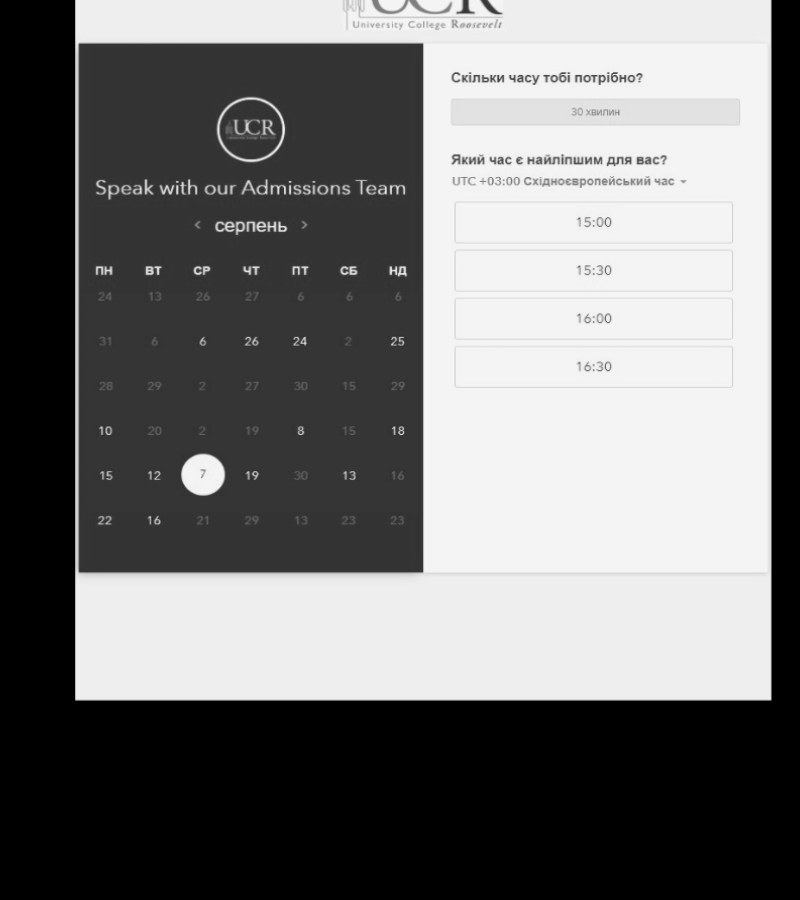 UCR
University College Roosevelt
UCR
Speak with our Admissions Team
< серпень >
ПН ВТ СР ЧТ ПТ СБ НД
24 13 26 27 6 6 6
31 6 6 26 24 2 25
28 29 2 27 30 15 29
10 20 2 19 8 15 18
15 12 7 19 30 13 16
22 16 21 29 13 23 23
Скільки часу тобі потрібно?
30 хвилин
Який час є найліпшим для вас?
UTC +03:00 Східноєвропейський час
15:00
15:30
16:00
16:30